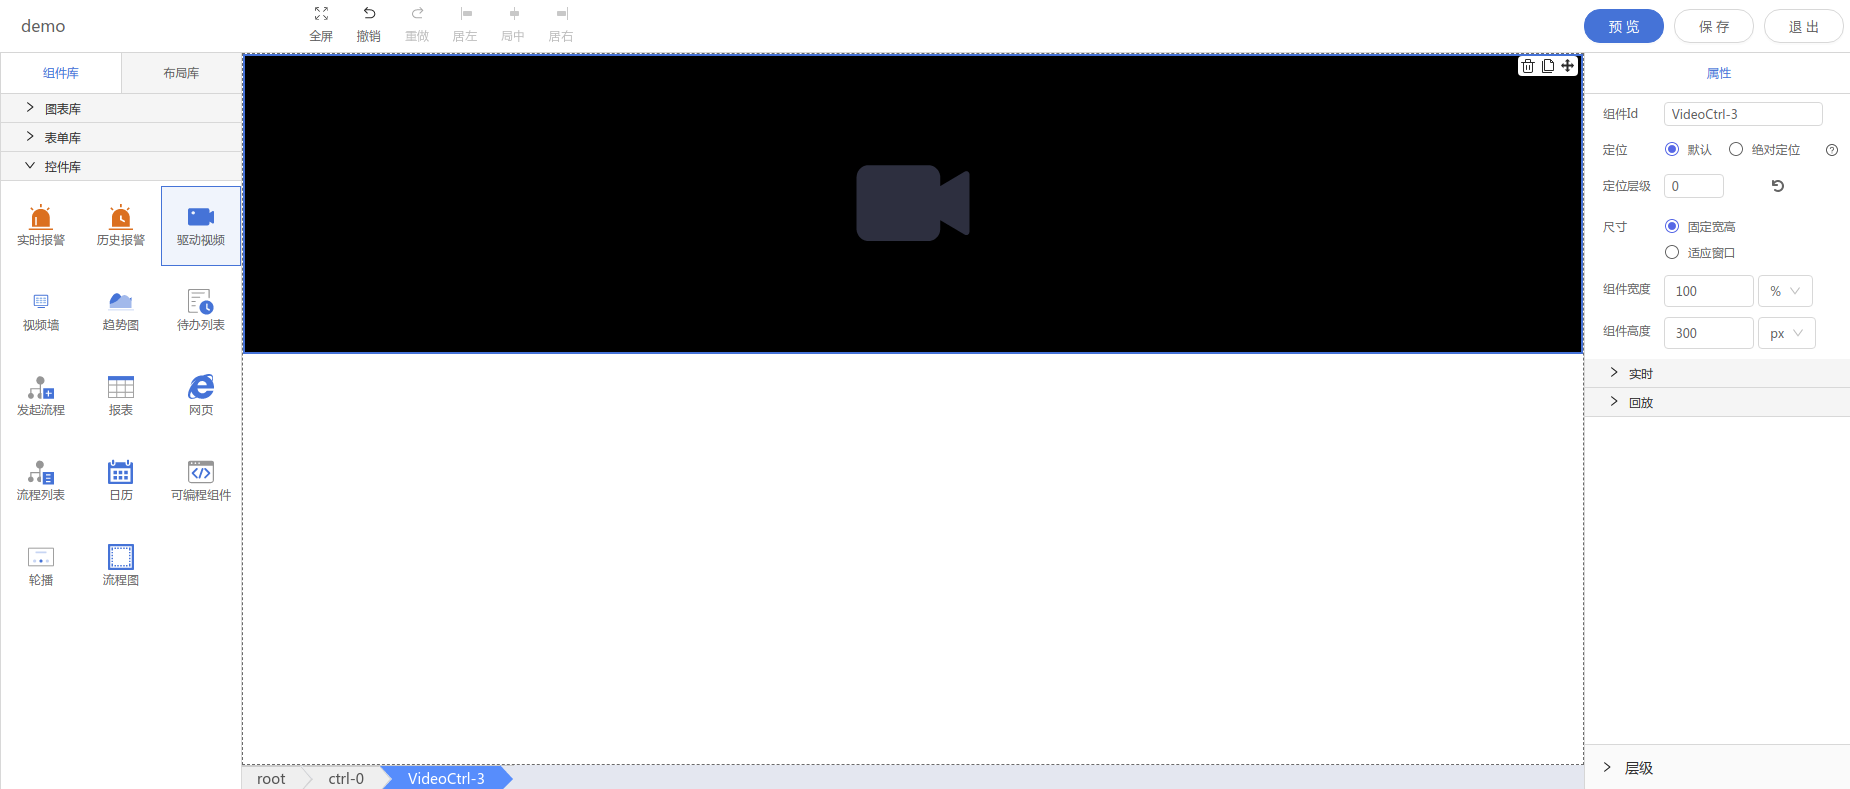 demo
全屏 撤销 重做 居左 局中 居右
预 览 保 存 退 出
组件库 布局库
图表库
表单库
控件库
实时报警 历史报警 驱动视频
视频墙 趋势图 待办列表
发起流程 报表 网页
流程列表 日历 可编程组件
轮播 流程图
root ctrl-0 VideoCtrl-3
属性
组件Id VideoCtrl-3
定位 默认 绝对定位
定位层级 0
尺寸 固定宽高
适应窗口
组件宽度 100 %
组件高度 300 px
实时
回放
层级